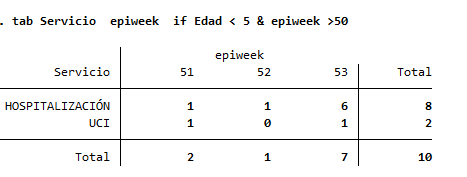 . tab Servicio epiweek if Edad < 5 & epiweek >50
epiweek
Servicio 51 52 53 Total
HOSPITALIZACIÓN 1 1 6 8
UCI 1 0 1 2
Total 2 1 7 10